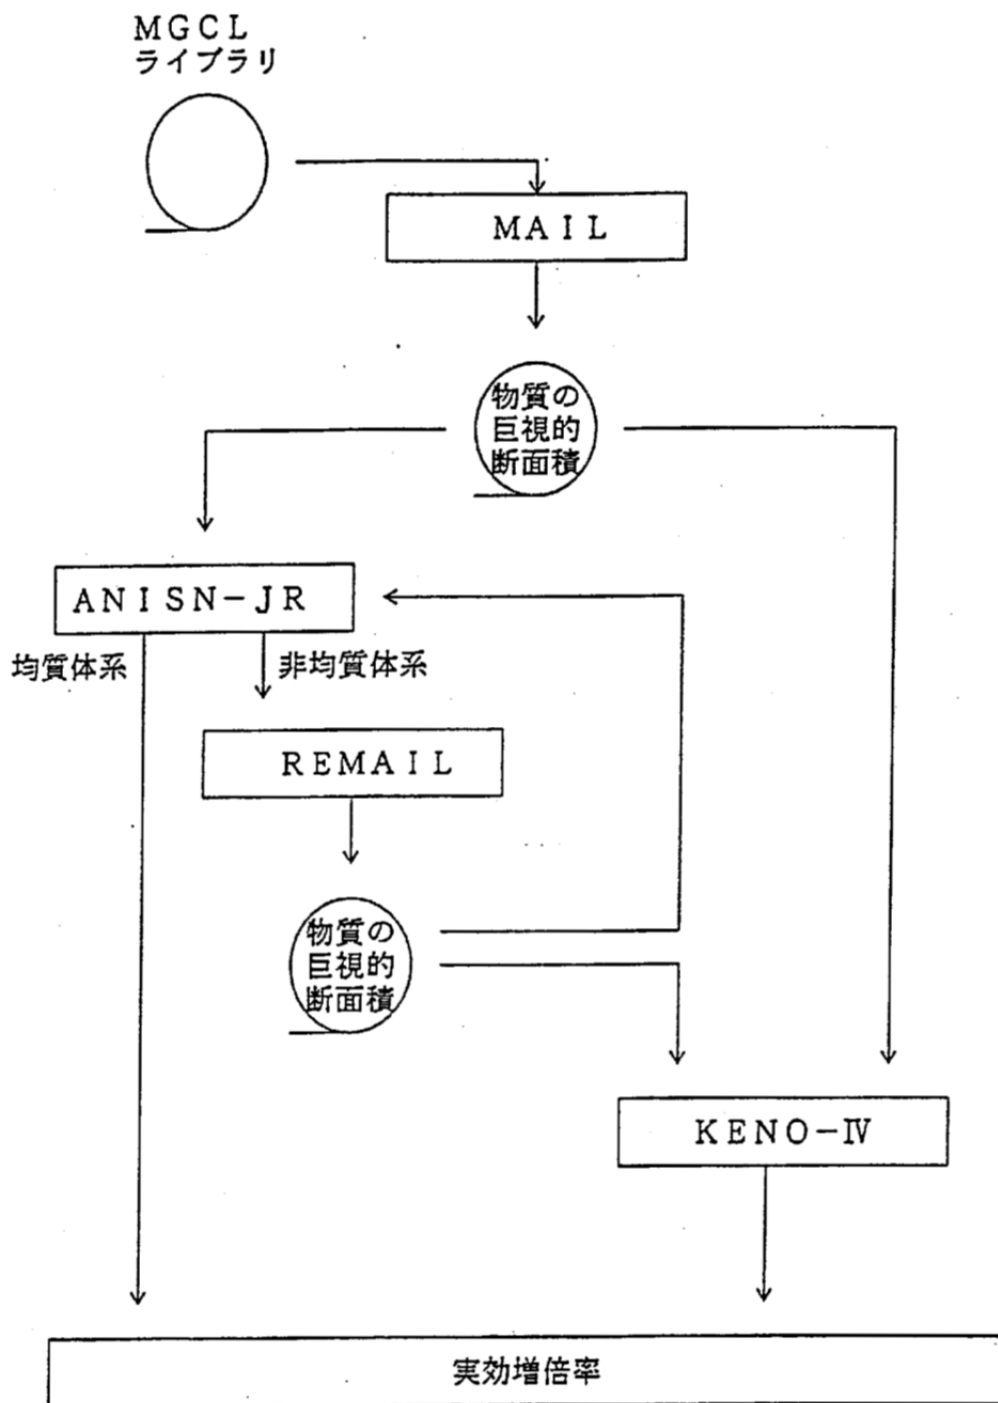 MGCL
ライブラリ
MAIL
物質の
巨視的
断面積
ANISN-JR
均質体系
非均質体系
REMAIL
物質の
巨視的
断面積
KENO-Ⅳ
実効増倍率